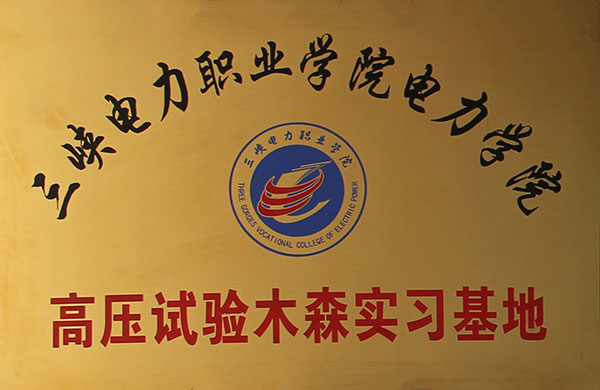 三峡电力职业学院电力学院
三峡电力职业学院
THREE GORGES VOCATIONAL COLLEGE OF ELECTRIC POWER
高压试验木森实习基地